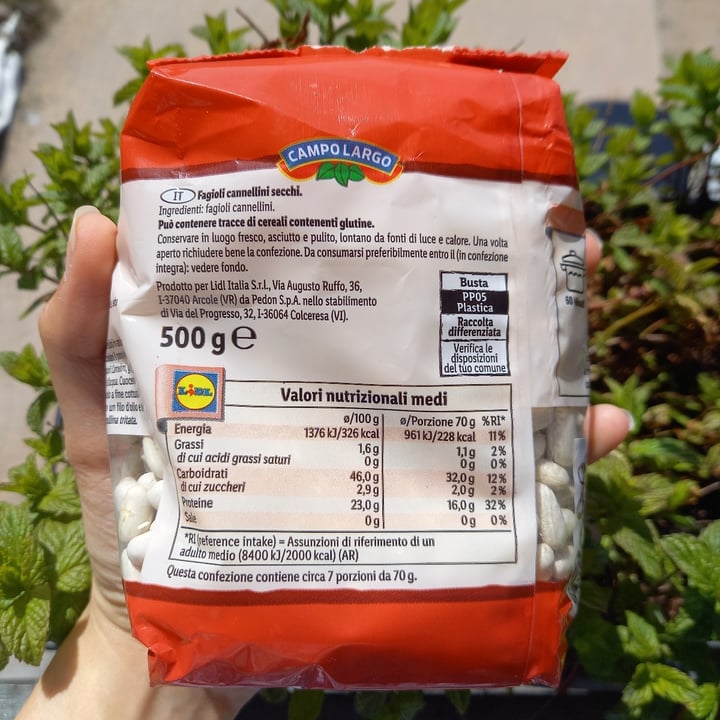 CAMPO LARGO
IT Fagioli cannellini secchi.
Ingredienti: fagioli cannellini.
Può contenere tracce di cereali contenenti glutine.
Conservare in luogo fresco, asciutto e pulito, lontano da fonti di luce e calore. Una volta
aperto richiudere bene la confezione. Da consumarsi preferibilmente entro il (in confezione
integra): vedere fondo.
Prodotto per Lidl Italia S.r.l., Via Augusto Ruffo, 36,
I-37040 Arcole (VR) da Pedon S.p.A. nello stabilimento
di Via del Progresso, 32, I-36064 Colceresa (VI).
500 g e
Busta
PP05
Plastica
Raccolta
differenziata
Verifica le
disposizioni
del tuo comune
LIDL
Valori nutrizionali medi
ø/100 g ø/Porzione 70 g %RI*
Energia 1376 kJ/326 kcal 961 kJ/228 kcal 11%
Grassi 1,6 g 1,1 g 2%
di cui acidi grassi saturi 0 g 0 g 0%
Carboidrati 46,0 g 32,0 g 12%
di cui zuccheri 2,9 g 2,0 g 2%
Proteine 23,0 g 16,0 g 32%
Sale 0 g 0 g 0%
*RI (reference intake) = Assunzioni di riferimento di un
adulto medio (8400 kJ/2000 kcal) (AR)
Questa confezione contiene circa 7 porzioni da 70 g.